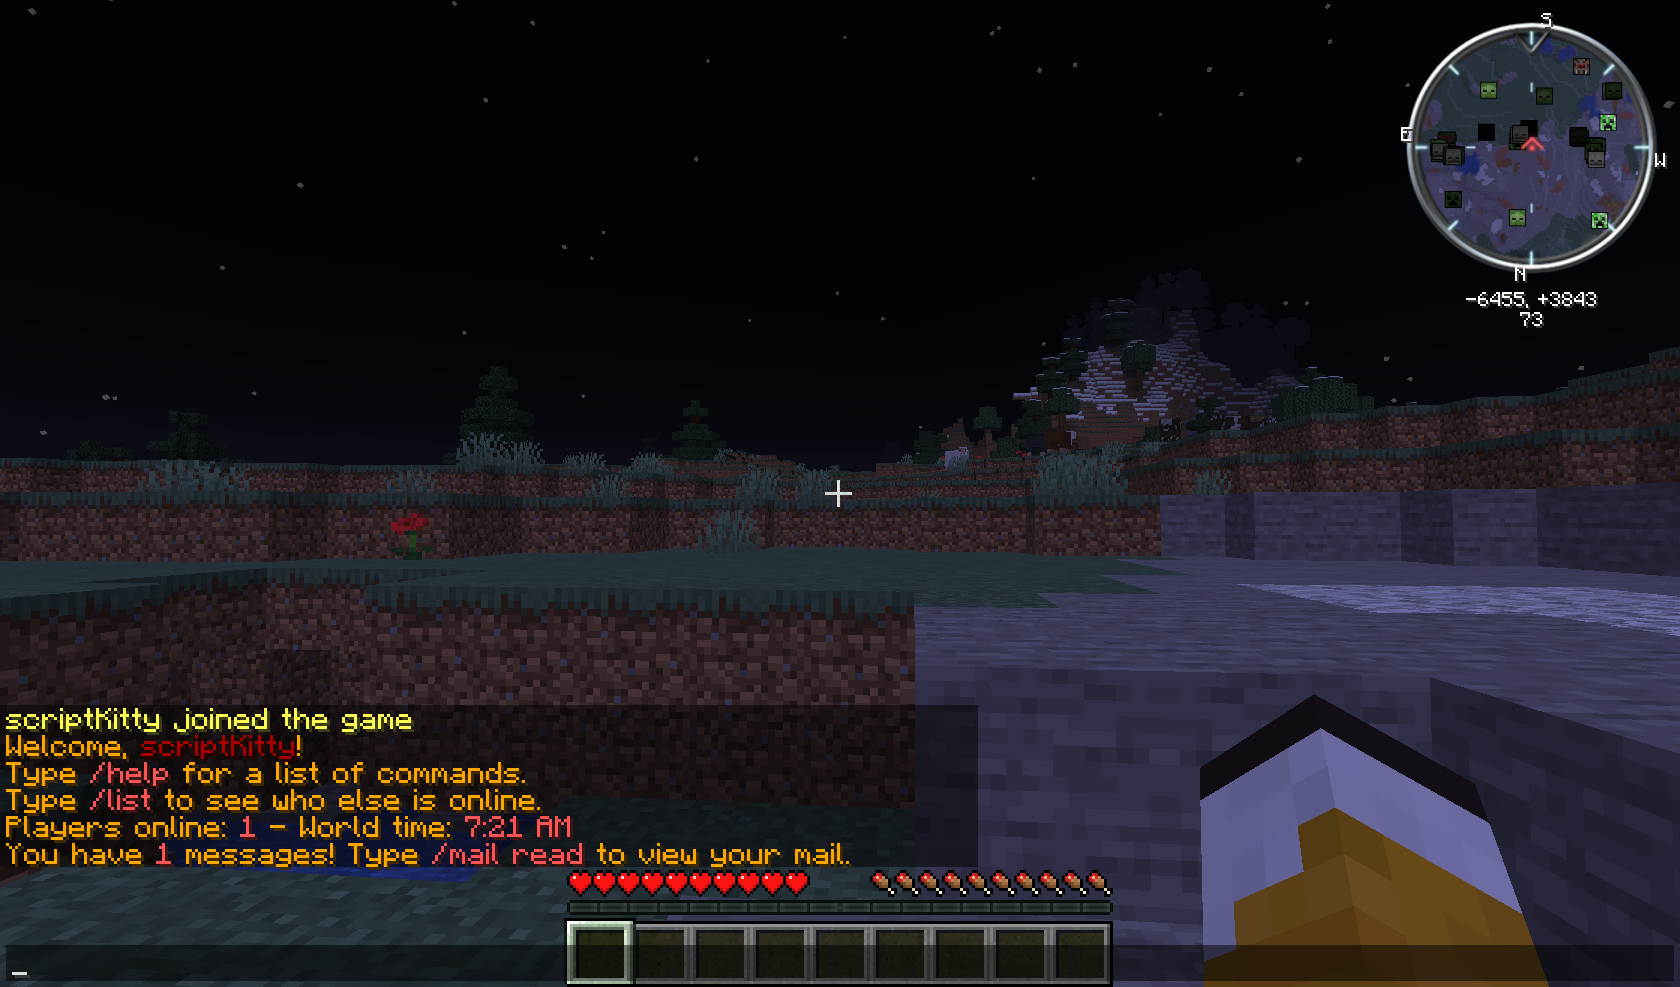 S
E
W
N
-6455, +3843
73
scriptKitty joined the game
Welcome, scriptKitty!
Type /help for a list of commands.
Type /list to see who else is online.
Players online: 1 - World time: 7:21 AM
You have 1 messages! Type /mail read to view your mail.
_